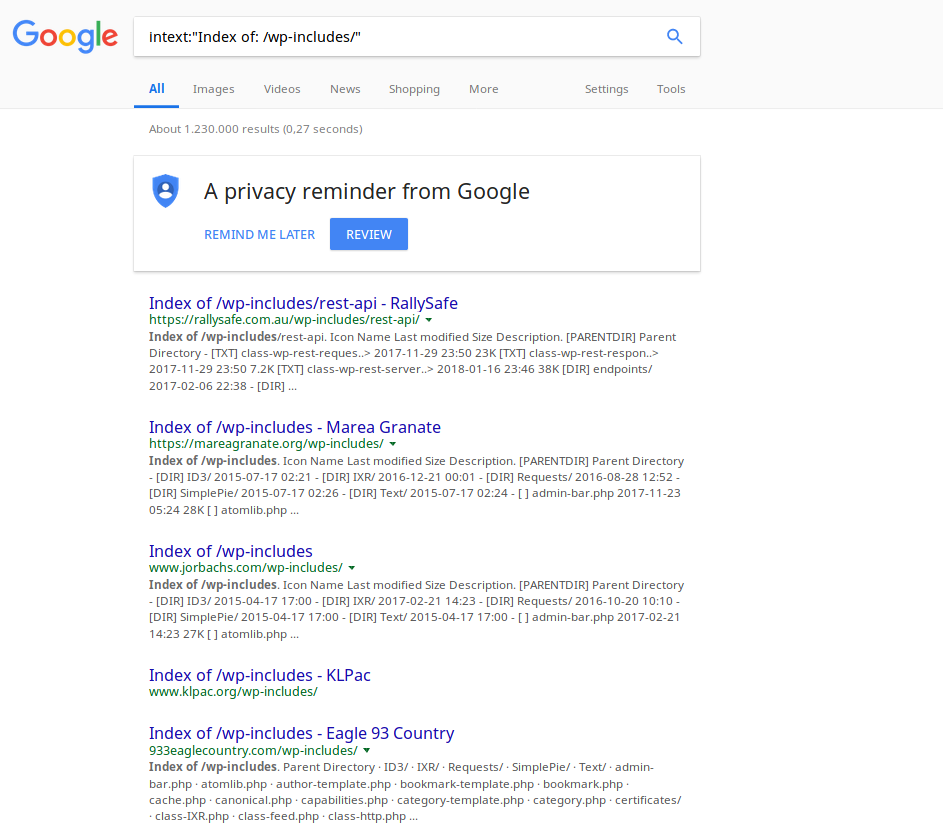 Google
intext:"Index of: /wp-includes/"
All Images Videos News Shopping More Settings Tools
About 1.230.000 results (0,27 seconds)
A privacy reminder from Google
REMIND ME LATER REVIEW
Index of /wp-includes/rest-api - RallySafe
https://rallysafe.com.au/wp-includes/rest-api/
Index of /wp-includes/rest-api. Icon Name Last modified Size Description. [PARENTDIR] Parent
Directory - [TXT] class-wp-rest-reques..> 2017-11-29 23:50 23K [TXT] class-wp-rest-respon..>
2017-11-29 23:50 7.2K [TXT] class-wp-rest-server..> 2018-01-16 23:46 38K [DIR] endpoints/
2017-02-06 22:38 - [DIR] ...
Index of /wp-includes - Marea Granate
https://mareagranate.org/wp-includes/
Index of /wp-includes. Icon Name Last modified Size Description. [PARENTDIR] Parent Directory
- [DIR] ID3/ 2015-07-17 02:21 - [DIR] IXR/ 2016-12-21 00:01 - [DIR] Requests/ 2016-08-28 12:52 -
[DIR] SimplePie/ 2015-07-17 02:26 - [DIR] Text/ 2015-07-17 02:24 - [ ] admin-bar.php 2017-11-23
05:24 28K [ ] atomlib.php ...
Index of /wp-includes
www.jorbachs.com/wp-includes/
Index of /wp-includes. Icon Name Last modified Size Description. [PARENTDIR] Parent Directory
- [DIR] ID3/ 2015-04-17 17:00 - [DIR] IXR/ 2017-02-21 14:23 - [DIR] Requests/ 2016-10-20 10:10 -
[DIR] SimplePie/ 2015-04-17 17:00 - [DIR] Text/ 2015-04-17 17:00 - [ ] admin-bar.php 2017-02-21
14:23 27K [ ] atomlib.php ...
Index of /wp-includes - KLPac
www.klpac.org/wp-includes/
Index of /wp-includes - Eagle 93 Country
933eaglecountry.com/wp-includes/
Index of /wp-includes. Parent Directory · ID3/ · IXR/ · Requests/ · SimplePie/ · Text/ · admin-
bar.php · atomlib.php · author-template.php · bookmark-template.php · bookmark.php ·
cache.php · canonical.php · capabilities.php · category-template.php · category.php · certificates/
· class-IXR.php · class-feed.php · class-http.php ...